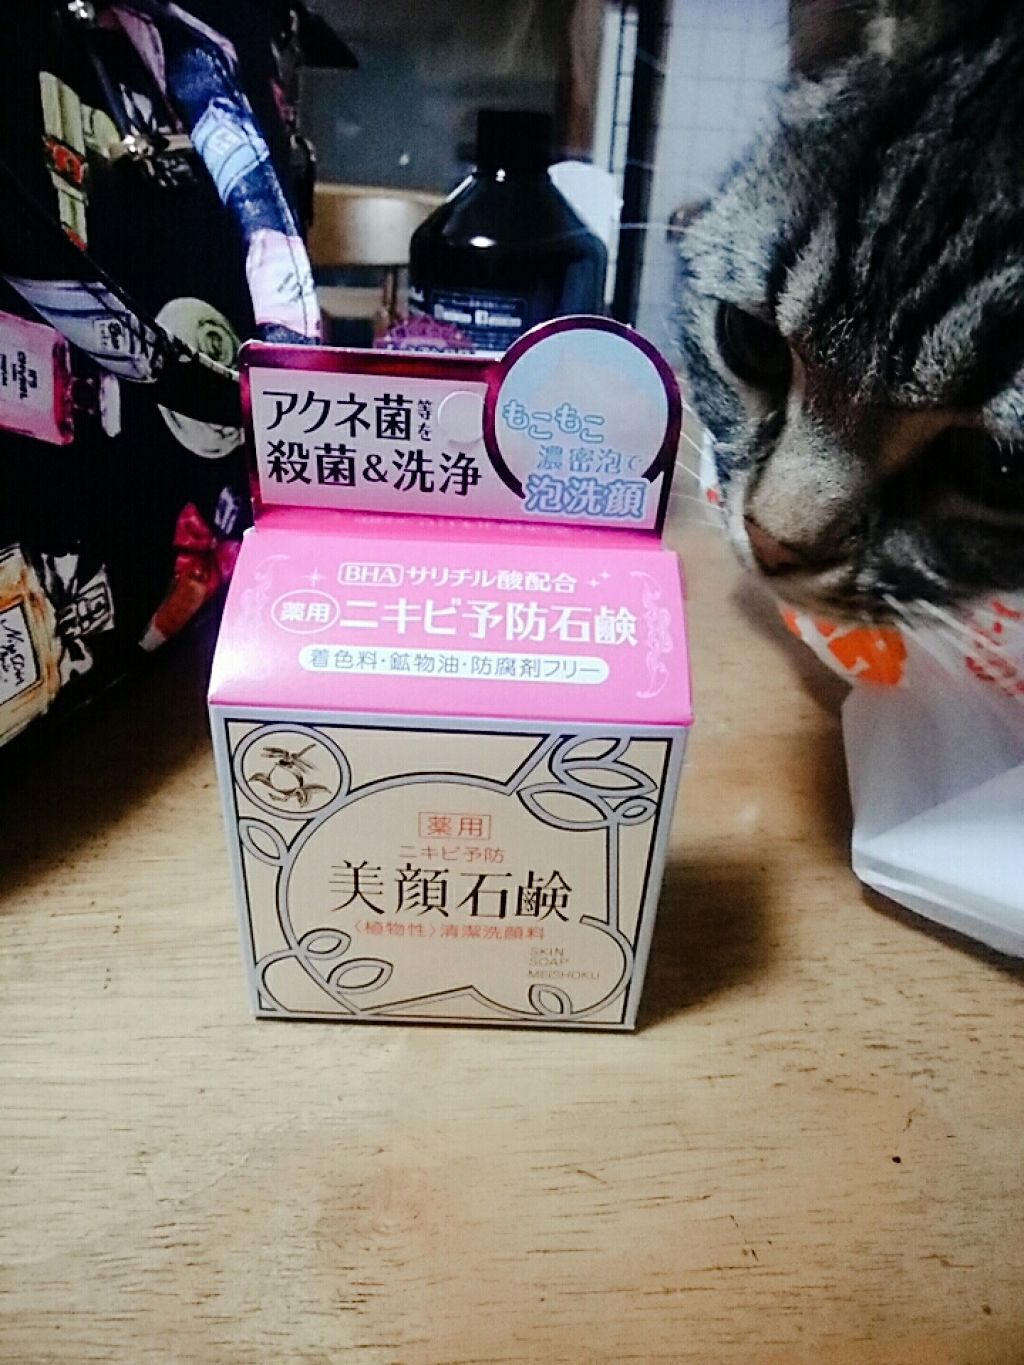 アクネ菌等を
殺菌&洗浄
もこもこ
濃密泡で
泡洗顔
BHA サリチル酸配合
薬用 ニキビ予防石鹸
着色料・鉱物油・防腐剤フリー
薬用
ニキビ予防
美顔石鹸
〈植物性〉清潔洗顔料
SKIN
SOAP
MEISHOKU